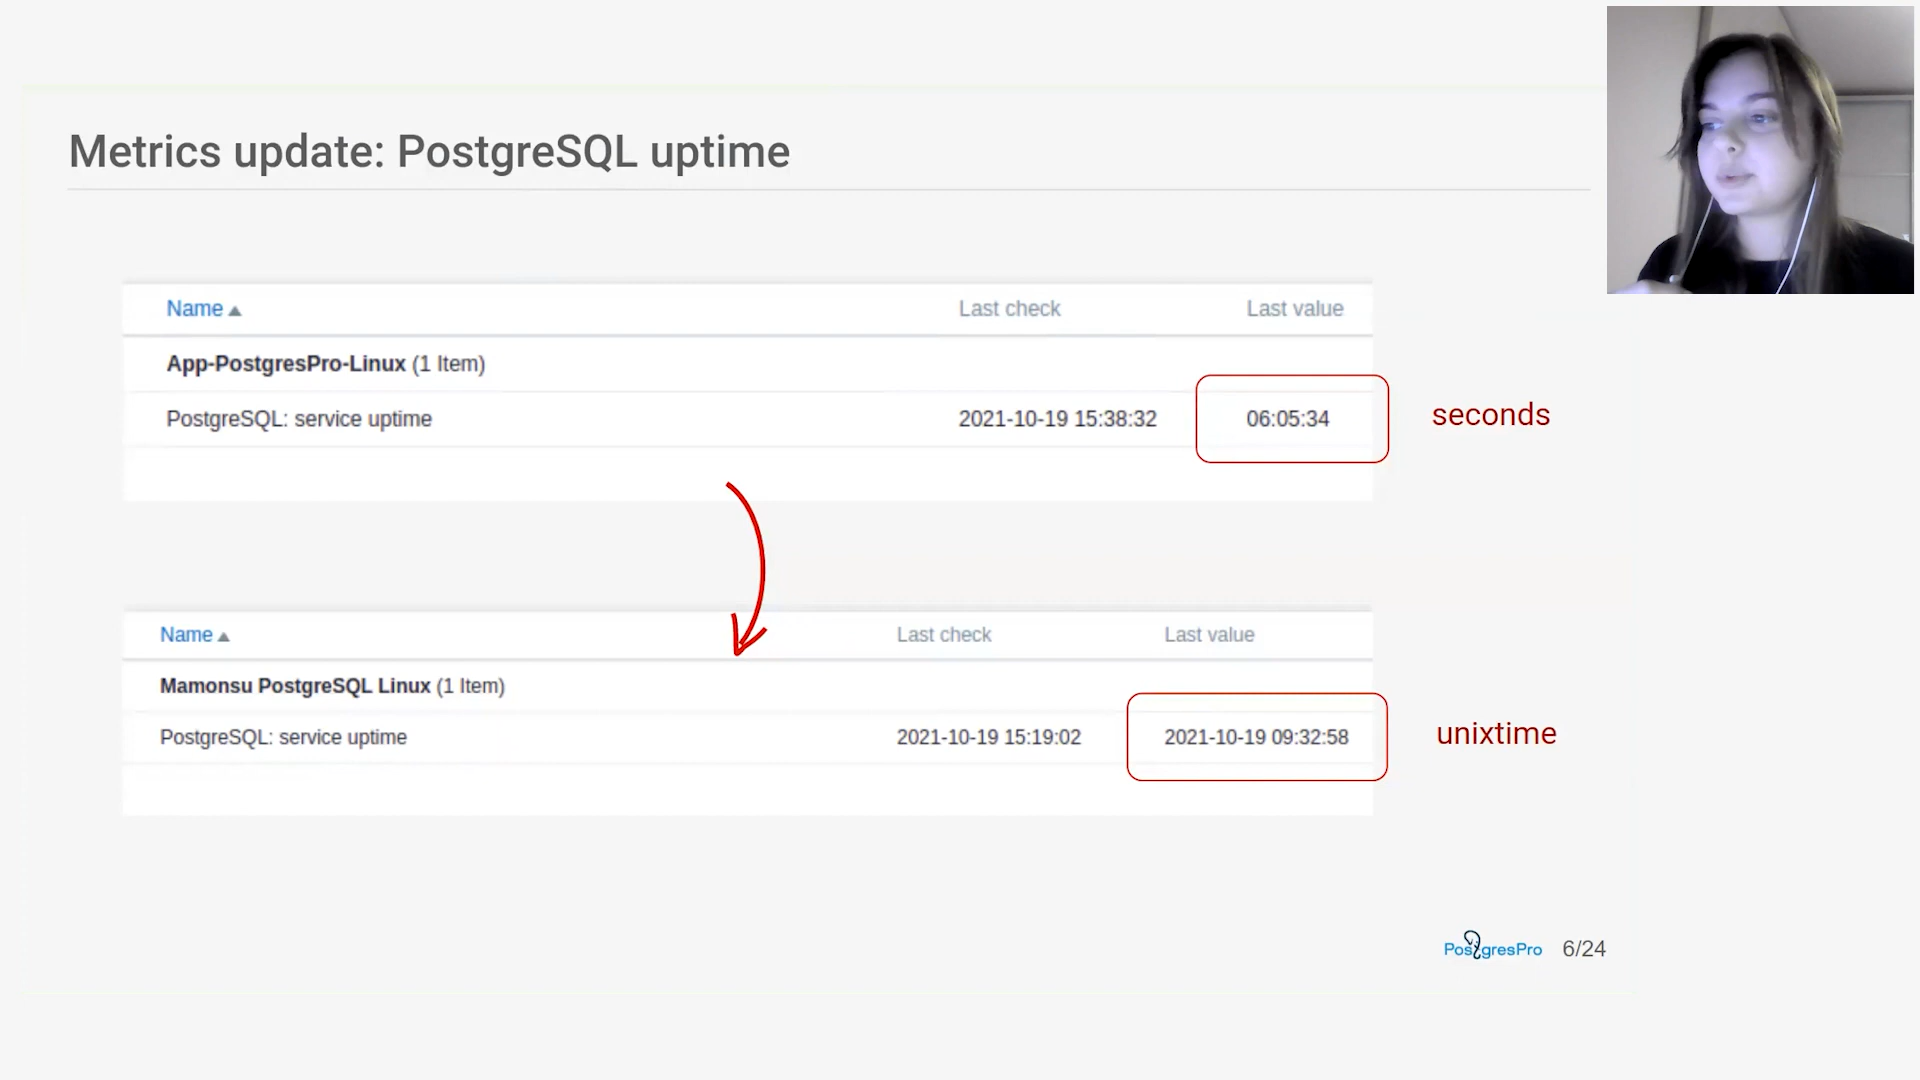 Metrics update: PostgreSQL uptime
Name ▲ Last check Last value
App-PostgresPro-Linux (1 Item)
PostgreSQL: service uptime 2021-10-19 15:38:32 06:05:34
seconds
Name ▲ Last check Last value
Mamonsu PostgreSQL Linux (1 Item)
PostgreSQL: service uptime 2021-10-19 15:19:02 2021-10-19 09:32:58
unixtime
PostgresPro 6/24